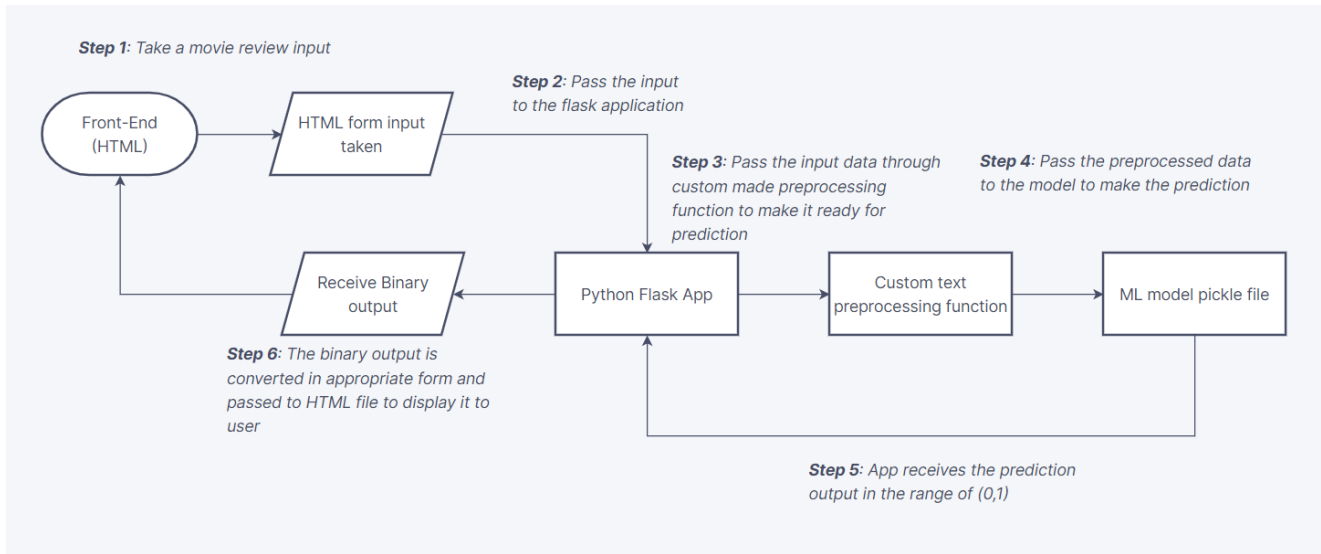 Step 1: Take a movie review input
Step 2: Pass the input
to the flask application
Front-End
(HTML)
HTML form input
taken
Step 3: Pass the input data through
custom made preprocessing
function to make it ready for
prediction
Step 4: Pass the preprocessed data
to the model to make the prediction
Receive Binary
output
Python Flask App
Custom text
preprocessing function
ML model pickle file
Step 6: The binary output is
converted in appropriate form and
passed to HTML file to display it to
user
Step 5: App receives the prediction
output in the range of (0,1)